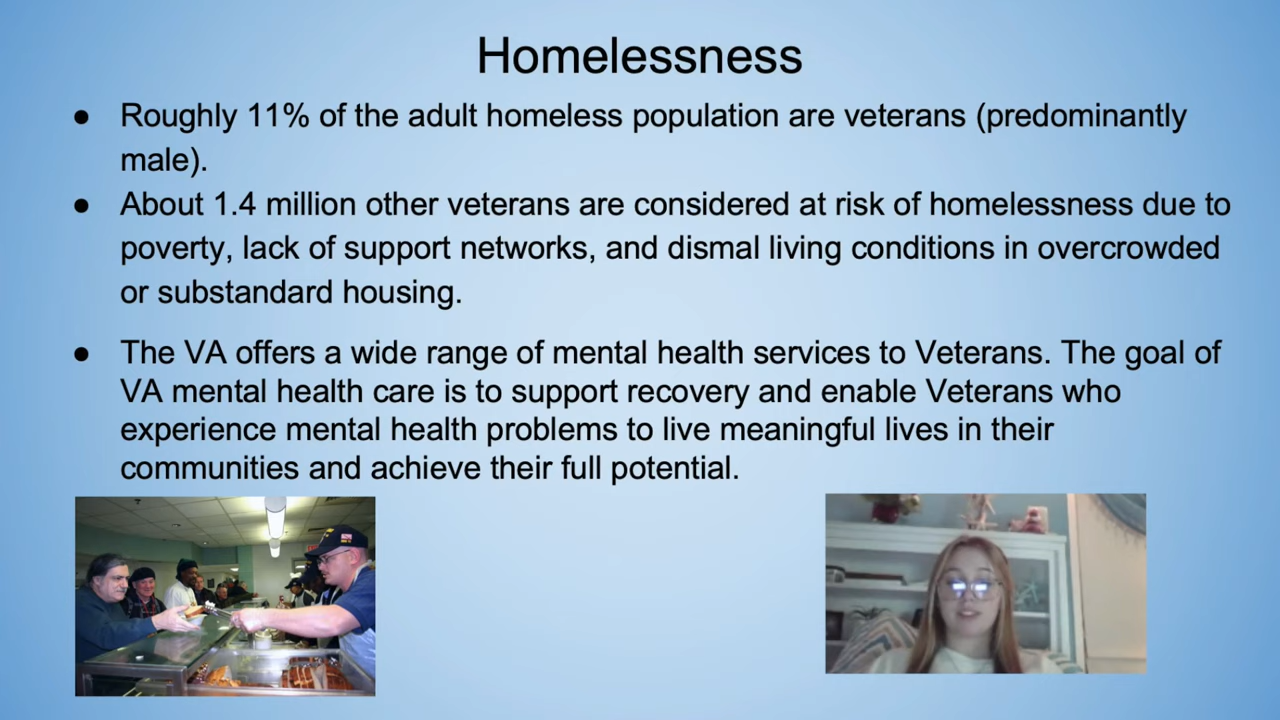 Homelessness
● Roughly 11% of the adult homeless population are veterans (predominantly
male).
● About 1.4 million other veterans are considered at risk of homelessness due to
poverty, lack of support networks, and dismal living conditions in overcrowded
or substandard housing.
● The VA offers a wide range of mental health services to Veterans. The goal of
VA mental health care is to support recovery and enable Veterans who
experience mental health problems to live meaningful lives in their
communities and achieve their full potential.